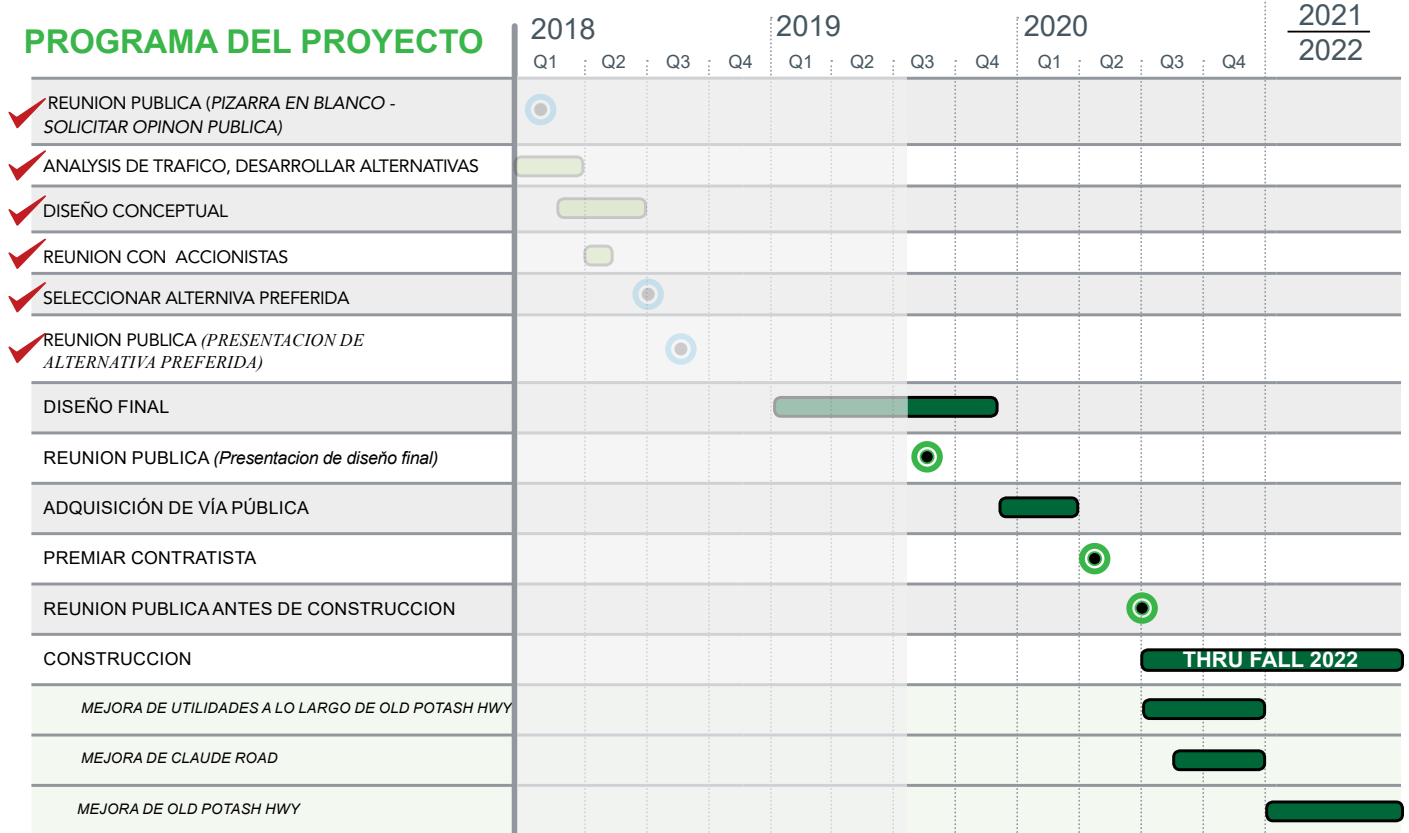 PROGRAMA DEL PROYECTO
2018
2019
2020
2021
2022
Q1 Q2 Q3 Q4 Q1 Q2 Q3 Q4 Q1 Q2 Q3 Q4
REUNION PUBLICA (PIZARRA EN BLANCO -
SOLICITAR OPINON PUBLICA)
ANALYSIS DE TRAFICO, DESARROLLAR ALTERNATIVAS
DISEÑO CONCEPTUAL
REUNION CON ACCIONISTAS
SELECCIONAR ALTERNIVA PREFERIDA
REUNION PUBLICA (PRESENTACION DE
ALTERNATIVA PREFERIDA)
DISEÑO FINAL
REUNION PUBLICA (Presentacion de diseño final)
ADQUISICIÓN DE VÍA PÚBLICA
PREMIAR CONTRATISTA
REUNION PUBLICA ANTES DE CONSTRUCCION
CONSTRUCCION
THRU FALL 2022
MEJORA DE UTILIDADES A LO LARGO DE OLD POTASH HWY
MEJORA DE CLAUDE ROAD
MEJORA DE OLD POTASH HWY